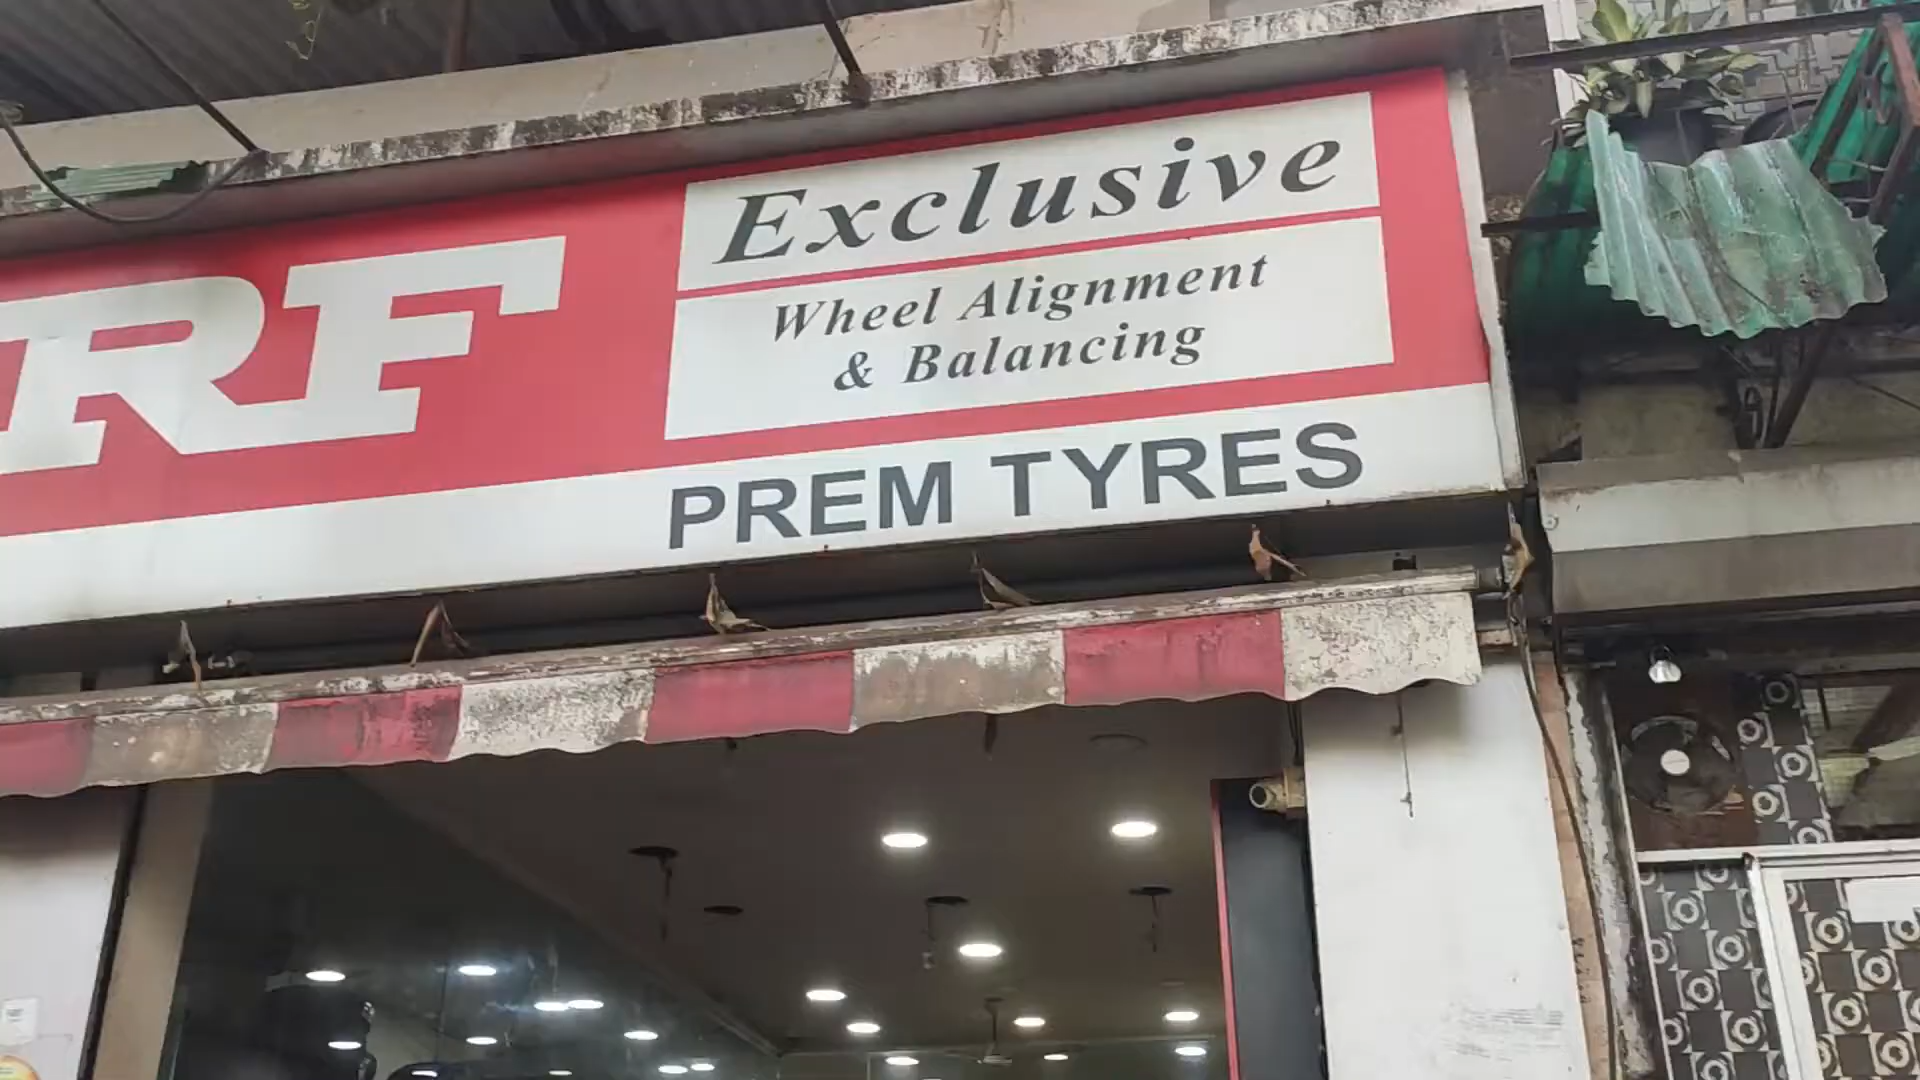 RF
Exclusive
Wheel Alignment
& Balancing
PREM TYRES